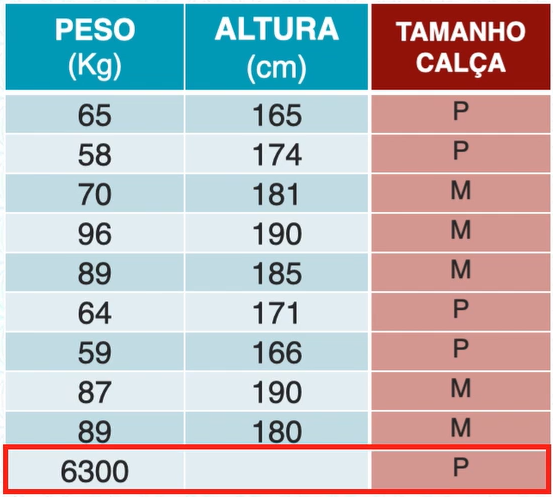 PESO (Kg) ALTURA (cm) TAMANHO CALÇA
65 165 P
58 174 P
70 181 M
96 190 M
89 185 M
64 171 P
59 166 P
87 190 M
89 180 M
6300 P